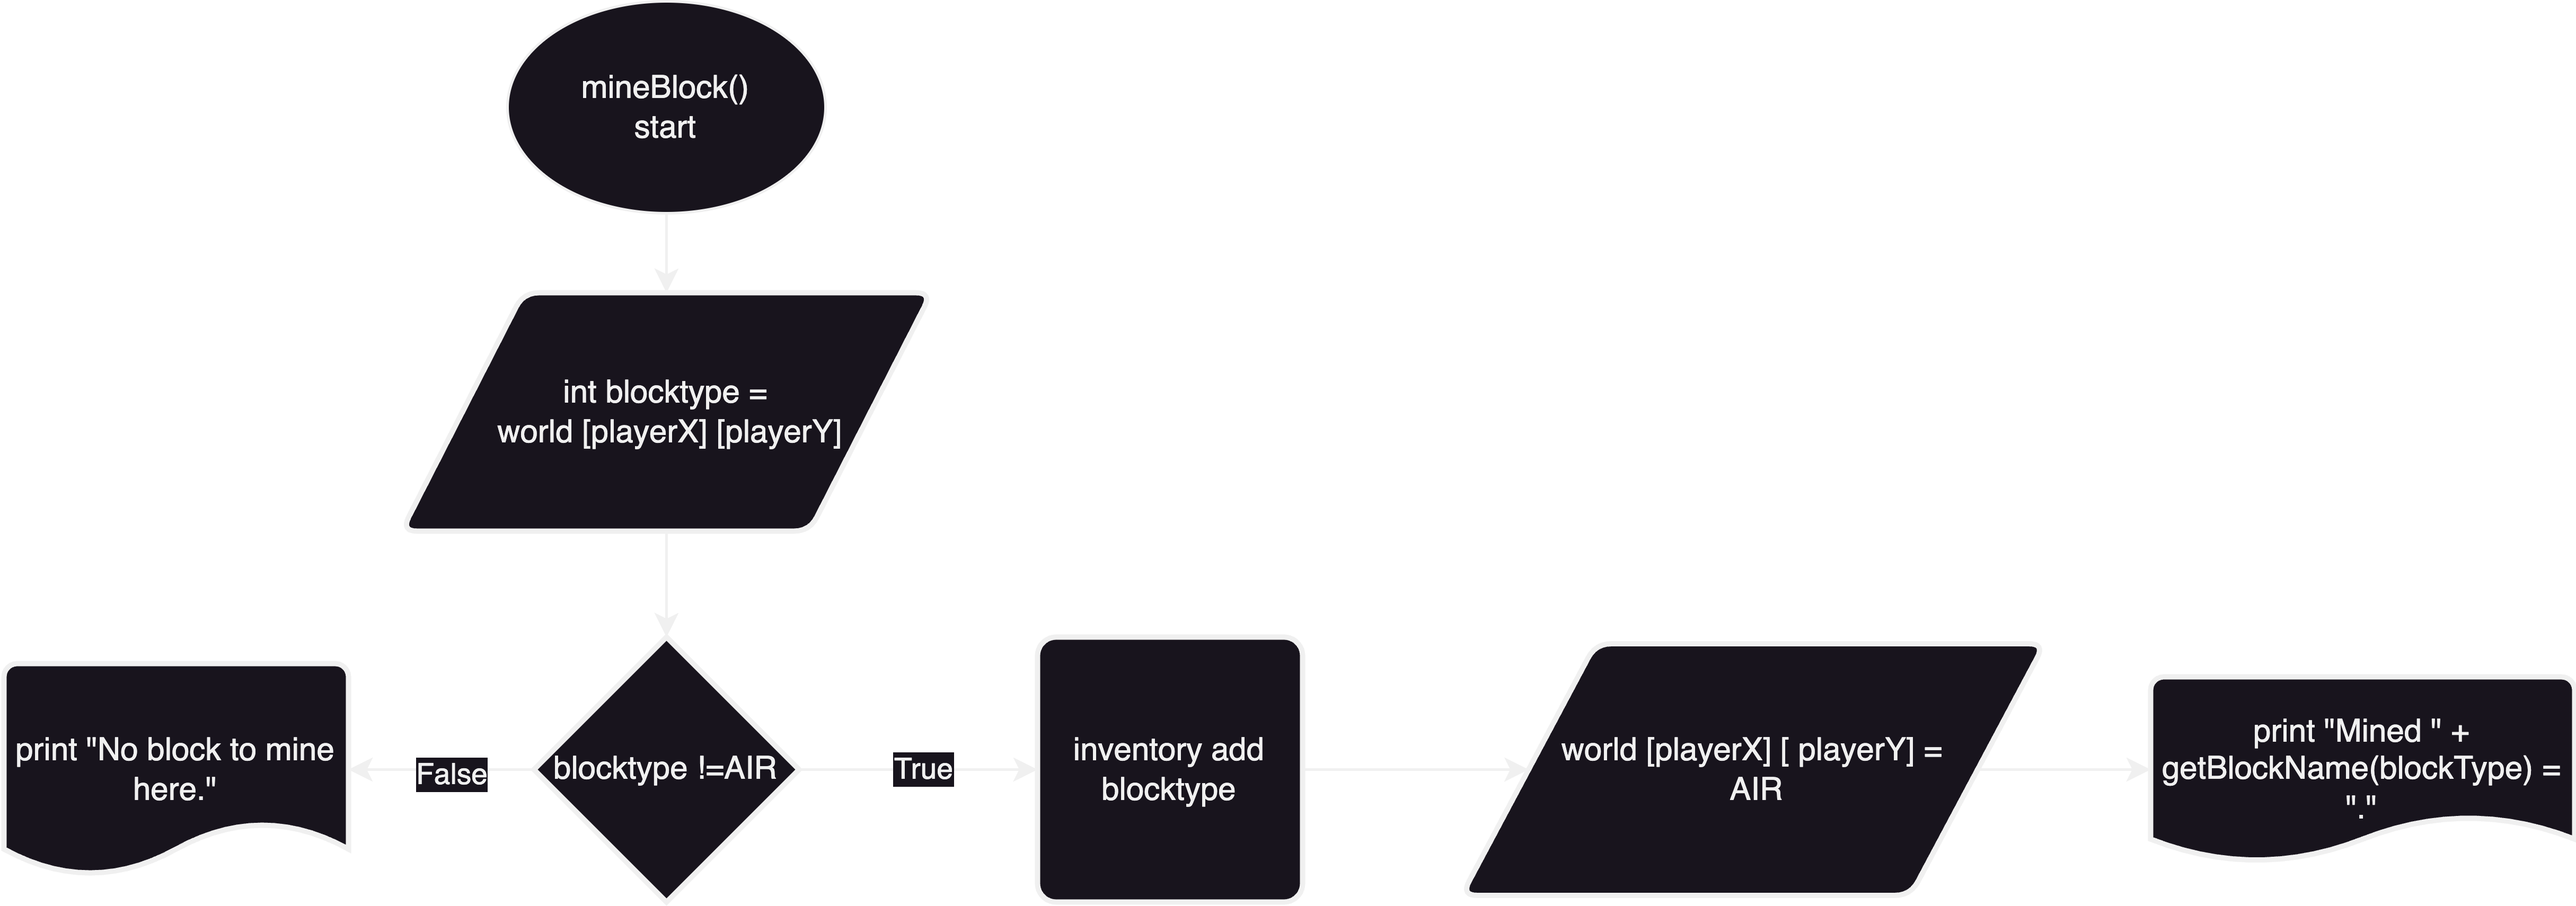 mineBlock()
start
int blocktype =
world [playerX] [playerY]
blocktype !=AIR
False
print "No block to mine
here."
True
inventory add
blocktype
world [playerX] [ playerY] =
AIR
print "Mined " +
getBlockName(blockType) =
"."